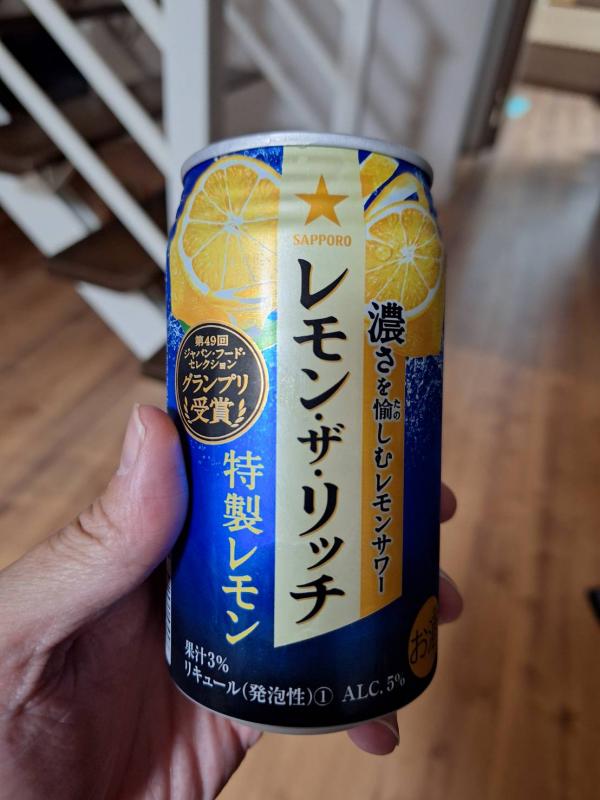 SAPPORO
レモン・ザ・リッチ
濃さを愉しむレモンサワー
たの
第49回
ジャパン・フード・
セレクション
グランプリ
受賞
特製レモン
果汁3%
リキュール(発泡性)① ALC. 5%